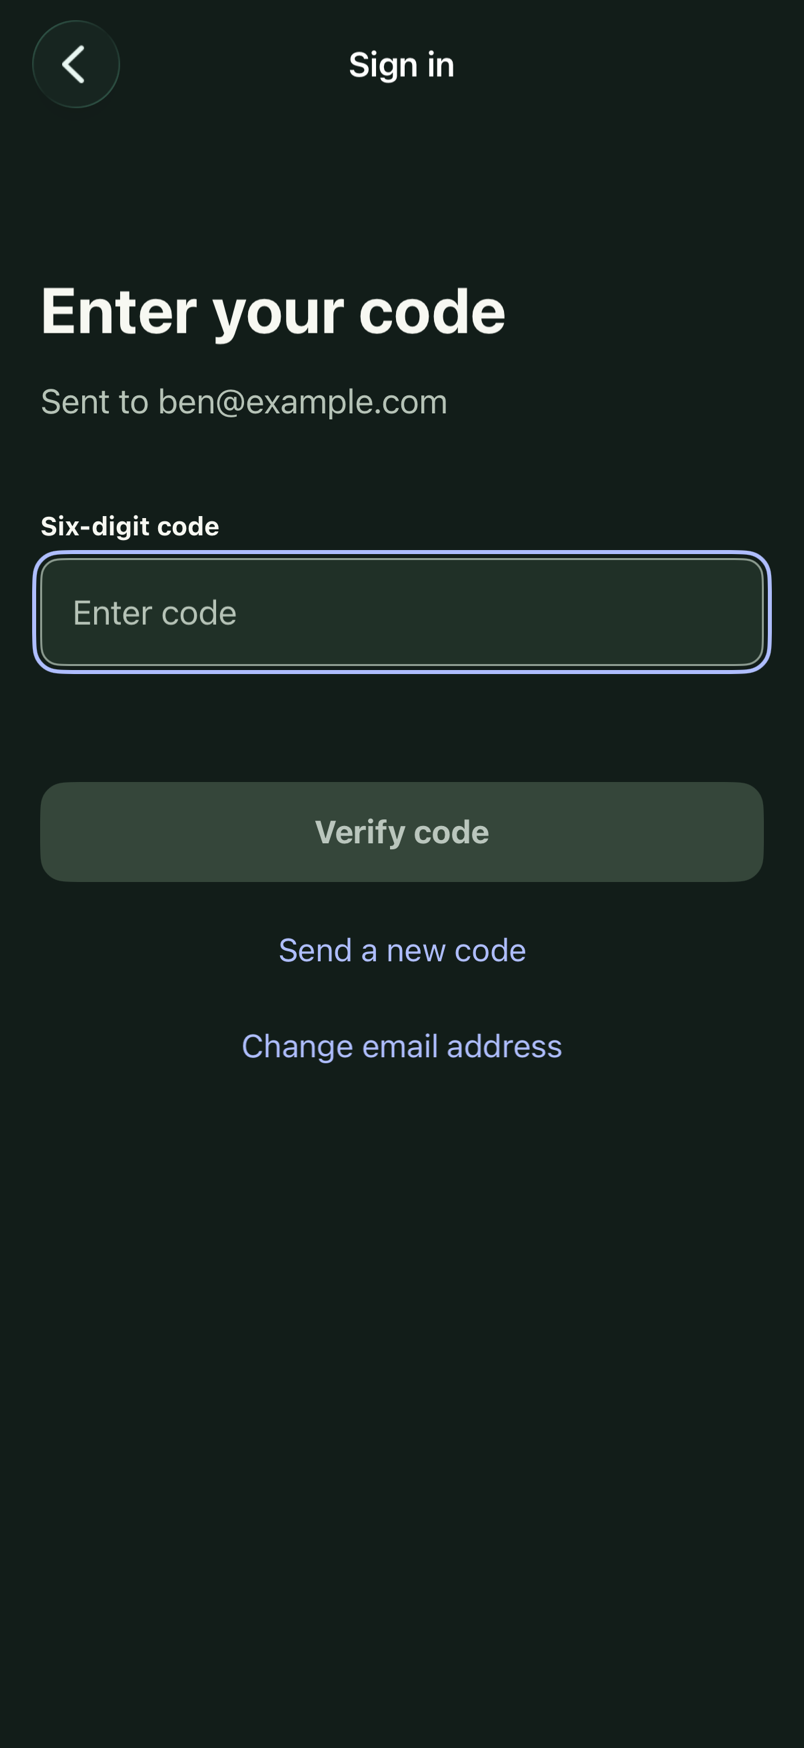 Sign in
Enter your code
Sent to ben@example.com
Six-digit code
Enter code
Verify code
Send a new code
Change email address